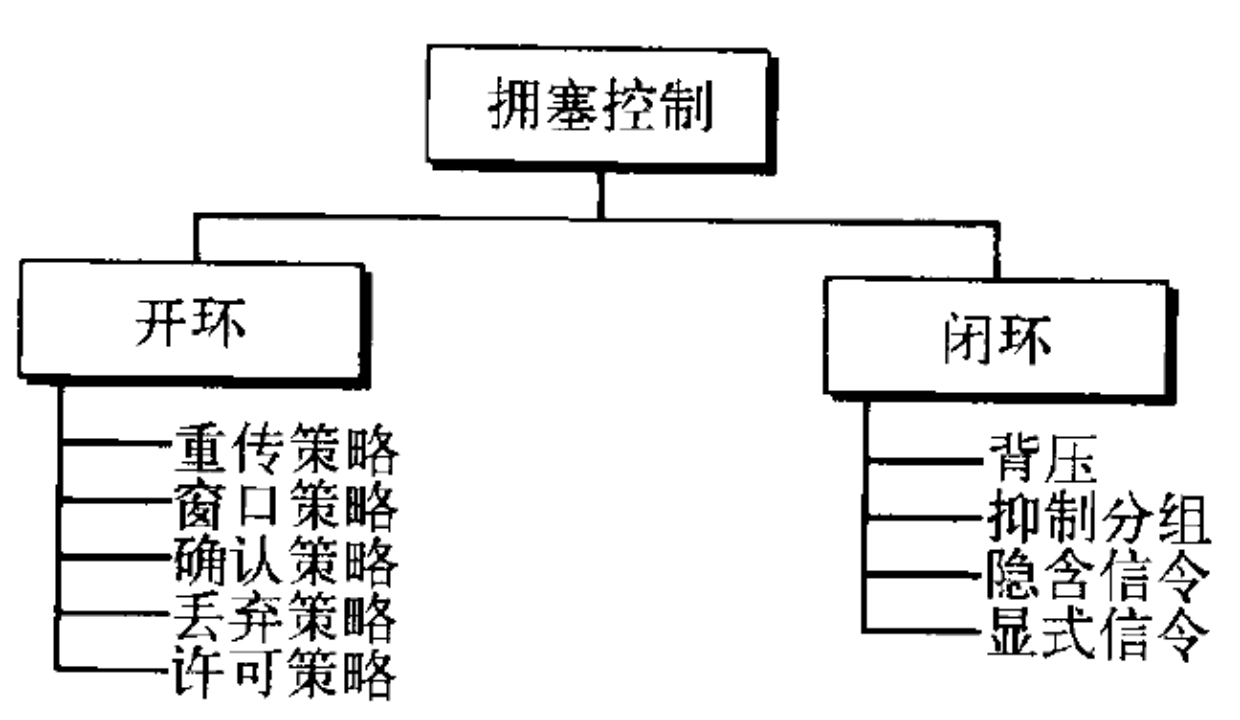 拥塞控制
开环
重传策略
窗口策略
确认策略
丢弃策略
许可策略
闭环
背压
抑制分组
隐含信令
显式信令